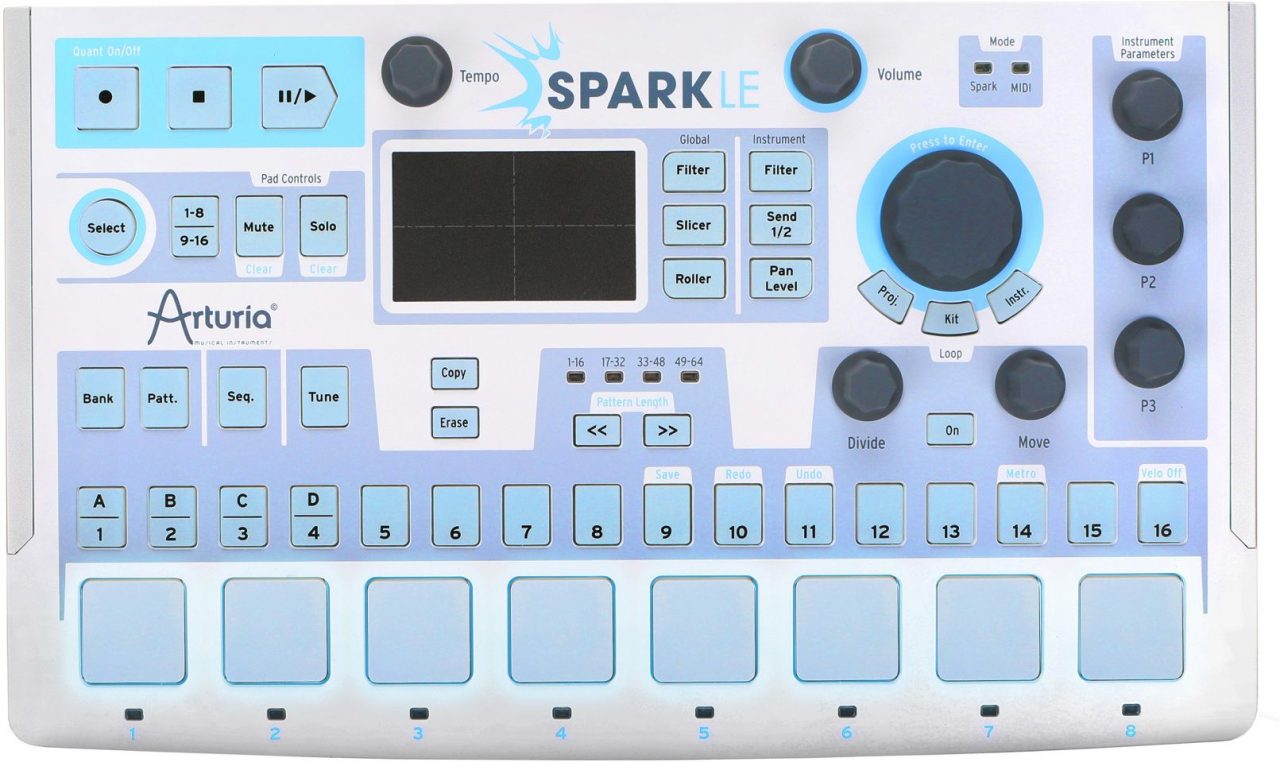 Quant On/Off
Tempo
SPARKLE
Volume
Mode
Spark
MIDI
Instrument
Parameters
P1
P2
P3
Pad Controls
Select
1-8
9-16
Mute
Clear
Solo
Clear
Global
Filter
Slicer
Roller
Instrument
Filter
Send
1/2
Pan
Level
Press to Enter
Proj.
Kit
Instr.
Arturia©
MUSICAL INSTRUMENTS
Bank
Patt.
Seq.
Tune
Copy
Erase
1-16
17-32
33-48
49-64
Pattern Length
<<
>>
Loop
Divide
On
Move
Save
Redo
Undo
Metro
Velo Off
A
1
B
2
C
3
D
4
5
6
7
8
9
10
11
12
13
14
15
16
1
2
3
4
5
6
7
8